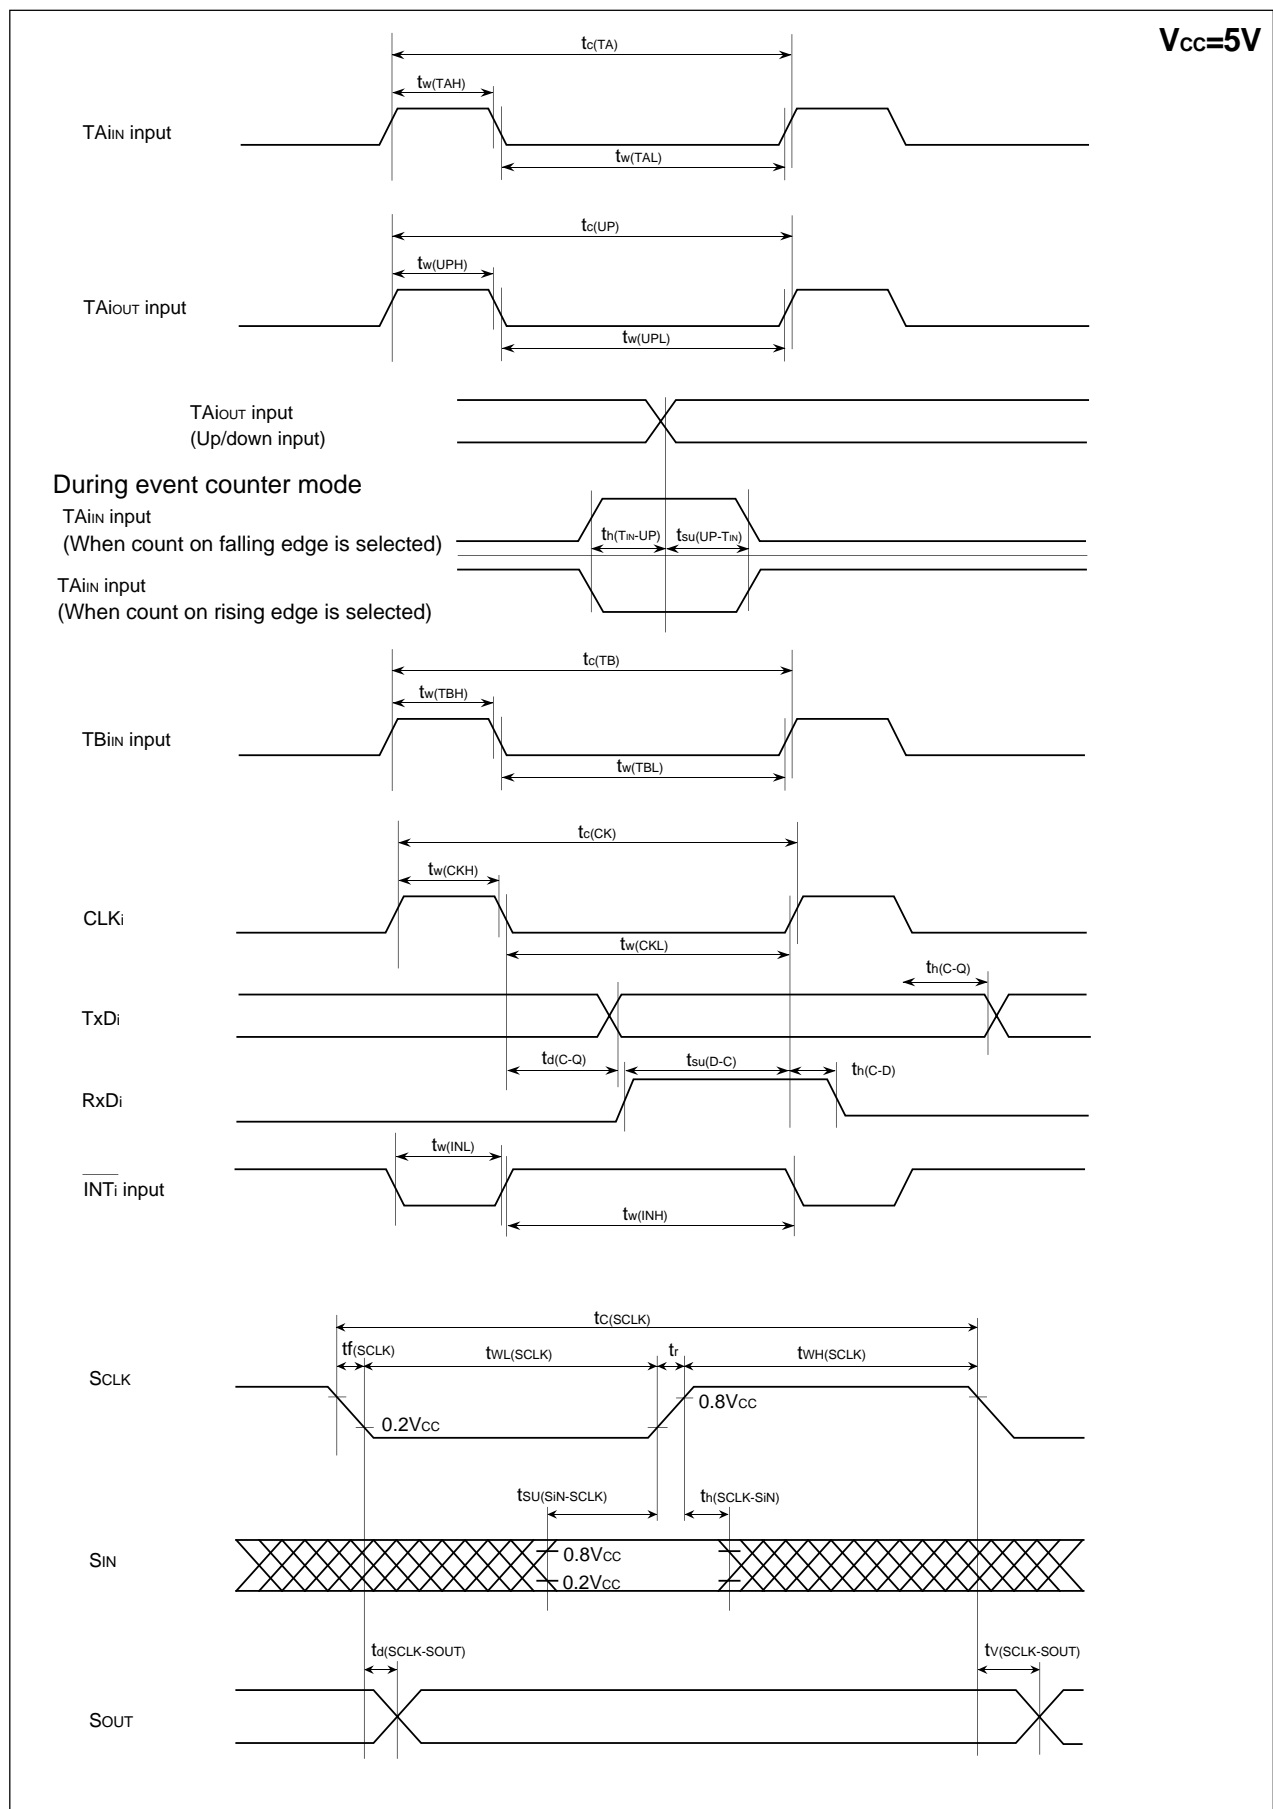 VCC=5V
tc(TA)
tw(TAH)
TAiIN input
tw(TAL)
tc(UP)
tw(UPH)
TAiOUT input
tw(UPL)
TAiOUT input
(Up/down input)
During event counter mode
TAiIN input
(When count on falling edge is selected)
th(TIN-UP)
tsu(UP-TIN)
TAiIN input
(When count on rising edge is selected)
tc(TB)
tw(TBH)
TBiIN input
tw(TBL)
tc(CK)
tw(CKH)
CLKi
tw(CKL)
th(C-Q)
TxDi
td(C-Q)
tsu(D-C)
th(C-D)
RxDi
tw(INL)
INTi input
tw(INH)
tC(SCLK)
tf(SCLK)
tWL(SCLK)
tr
tWH(SCLK)
SCLK
0.8VCC
0.2VCC
tSU(SiN-SCLK)
th(SCLK-SiN)
SIN
0.8VCC
0.2VCC
td(SCLK-SOUT)
tV(SCLK-SOUT)
SOUT